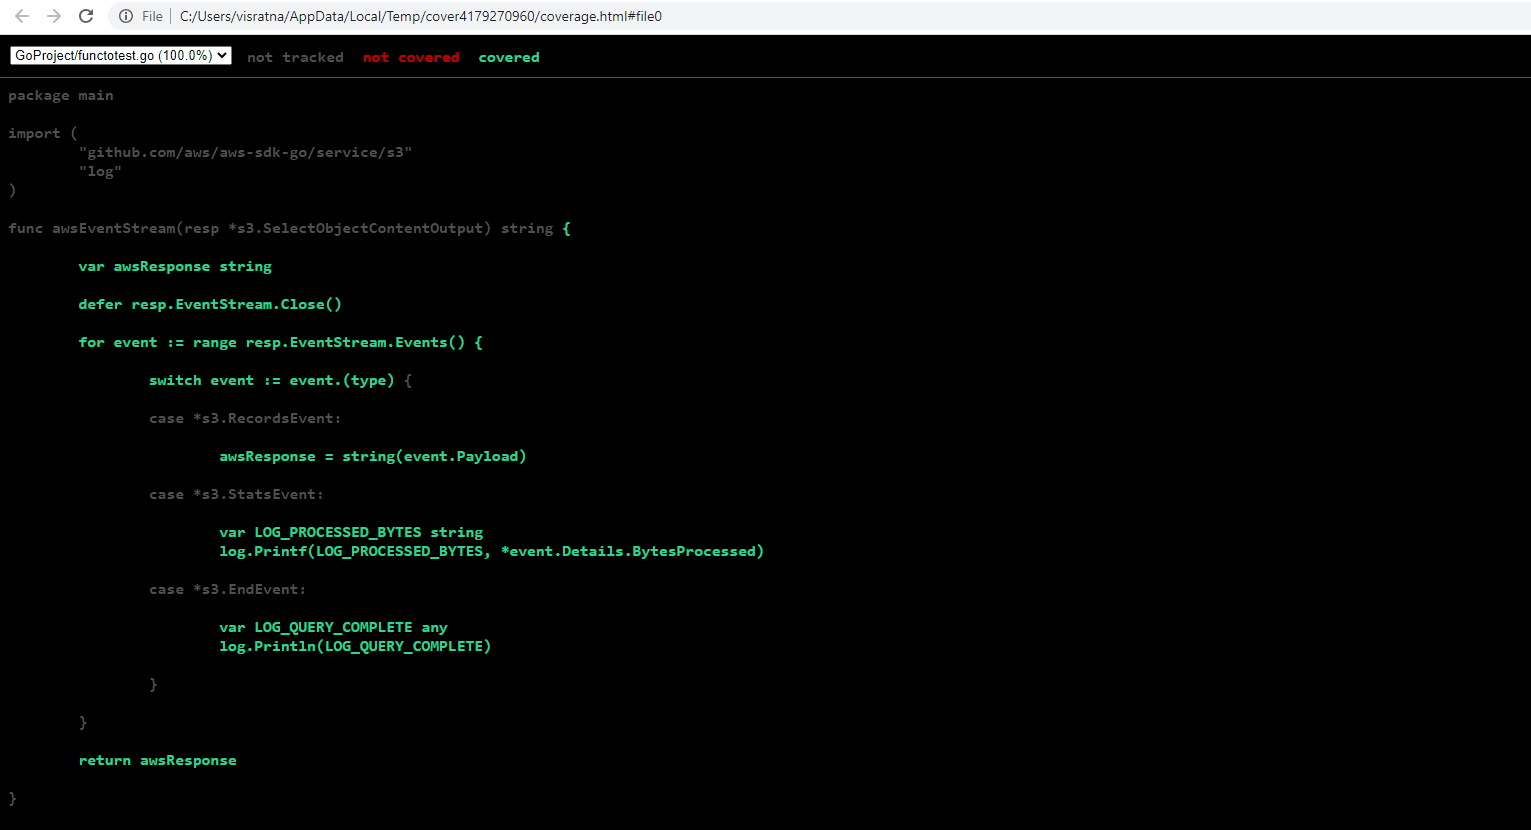 File | C:/Users/visratna/AppData/Local/Temp/cover4179270960/coverage.html#file0
GoProject/functotest.go (100.0%) not tracked not covered covered
package main
import (
"github.com/aws/aws-sdk-go/service/s3"
"log"
)
func awsEventStream(resp *s3.SelectObjectContentOutput) string {
var awsResponse string
defer resp.EventStream.Close()
for event := range resp.EventStream.Events() {
switch event := event.(type) {
case *s3.RecordsEvent:
awsResponse = string(event.Payload)
case *s3.StatsEvent:
var LOG_PROCESSED_BYTES string
log.Printf(LOG_PROCESSED_BYTES, *event.Details.BytesProcessed)
case *s3.EndEvent:
var LOG_QUERY_COMPLETE any
log.Println(LOG_QUERY_COMPLETE)
}
}
return awsResponse
}